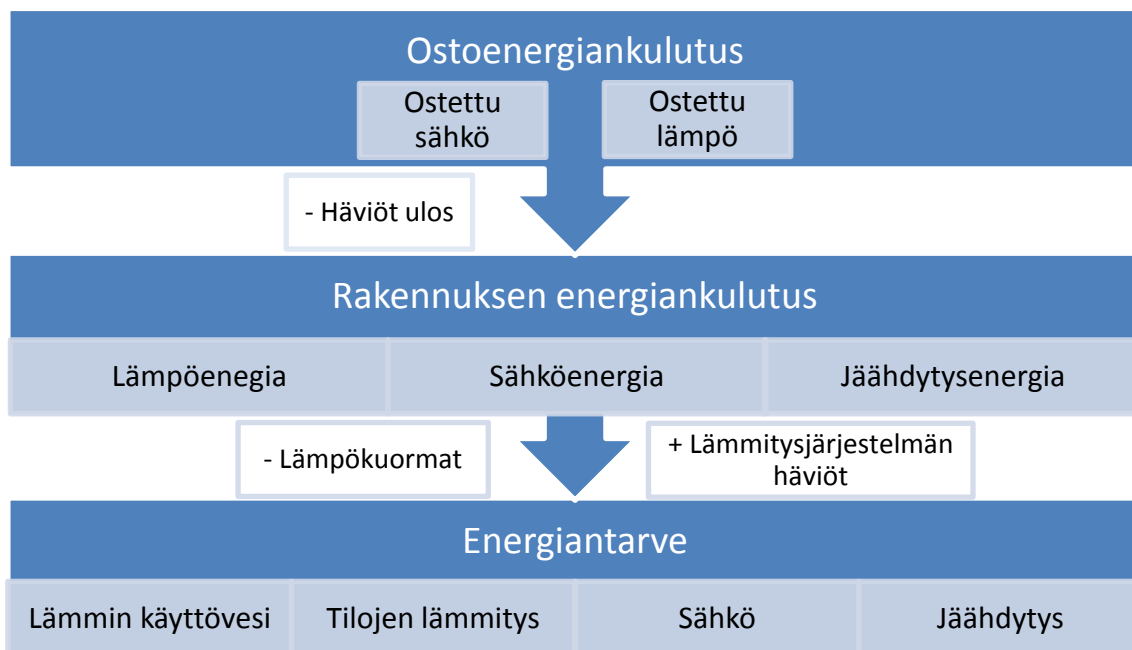 Ostoenergiankulutus
Ostettu
sähkö
Ostettu
lämpö
- Häviöt ulos
Rakennuksen energiankulutus
Lämpöenegia
Sähköenergia
Jäähdytysenergia
- Lämpökuormat
+ Lämmitysjärjestelmän
häviöt
Energiantarve
Lämmin käyttövesi
Tilojen lämmitys
Sähkö
Jäähdytys